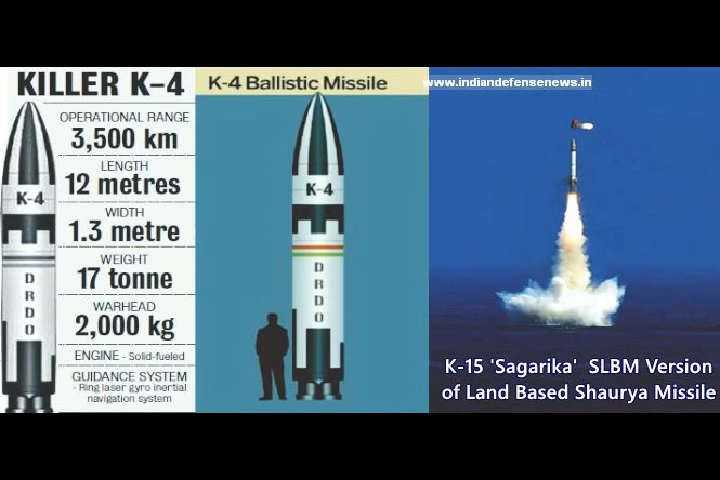 KILLER K-4
OPERATIONAL RANGE
3,500 km
LENGTH
12 metres
WIDTH
1.3 metre
WEIGHT
17 tonne
WARHEAD
2,000 kg
ENGINE - Solid-fueled
GUIDANCE SYSTEM
- Ring laser gyro inertial
navigation system
K-4
DRDO
K-4 Ballistic Missile
K-4
DRDO
www.indiandefensenews.in
K-15 'Sagarika' SLBM Version
of Land Based Shaurya Missile